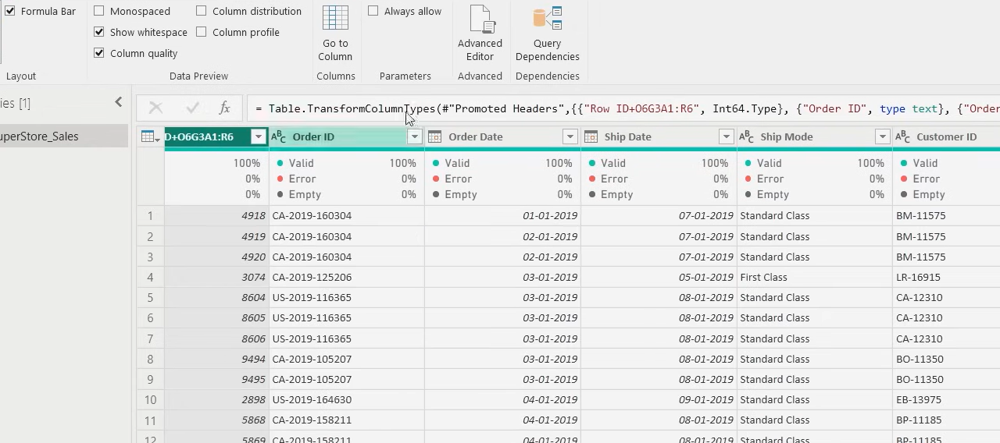 Formula Bar
Monospaced
Column distribution
Show whitespace
Column profile
Column quality
Always allow
Go to
Column
Advanced
Editor
Query
Dependencies
Layout
Data Preview
Columns
Parameters
Advanced
Dependencies
ies [1]
fx
= Table.TransformColumnTypes(#"Promoted Headers",{{"Row ID+O6G3A1:R6", Int64.Type}, {"Order ID", type text}, {"Order
uperStore_Sales
D+O6G3A1:R6 ABC Order ID Order Date Ship Date ABC Ship Mode ABC Customer ID
100% Valid 100% Valid 100% Valid 100% Valid 100% Valid
0% Error 0% Error 0% Error 0% Error 0% Error
0% Empty 0% Empty 0% Empty 0% Empty 0% Empty
1 4918 CA-2019-160304 01-01-2019 07-01-2019 Standard Class BM-11575
2 4919 CA-2019-160304 02-01-2019 07-01-2019 Standard Class BM-11575
3 4920 CA-2019-160304 02-01-2019 07-01-2019 Standard Class BM-11575
4 3074 CA-2019-125206 03-01-2019 05-01-2019 First Class LR-16915
5 8604 US-2019-116365 03-01-2019 08-01-2019 Standard Class CA-12310
6 8605 US-2019-116365 03-01-2019 08-01-2019 Standard Class CA-12310
7 8606 US-2019-116365 03-01-2019 08-01-2019 Standard Class CA-12310
8 9494 CA-2019-105207 03-01-2019 08-01-2019 Standard Class BO-11350
9 9495 CA-2019-105207 03-01-2019 08-01-2019 Standard Class BO-11350
10 2898 US-2019-164630 04-01-2019 09-01-2019 Standard Class EB-13975
11 5868 CA-2019-158211 04-01-2019 08-01-2019 Standard Class BP-11185
12 5869 CA-2019-158211 04-01-2019 08-01-2019 Standard Class BP-11185